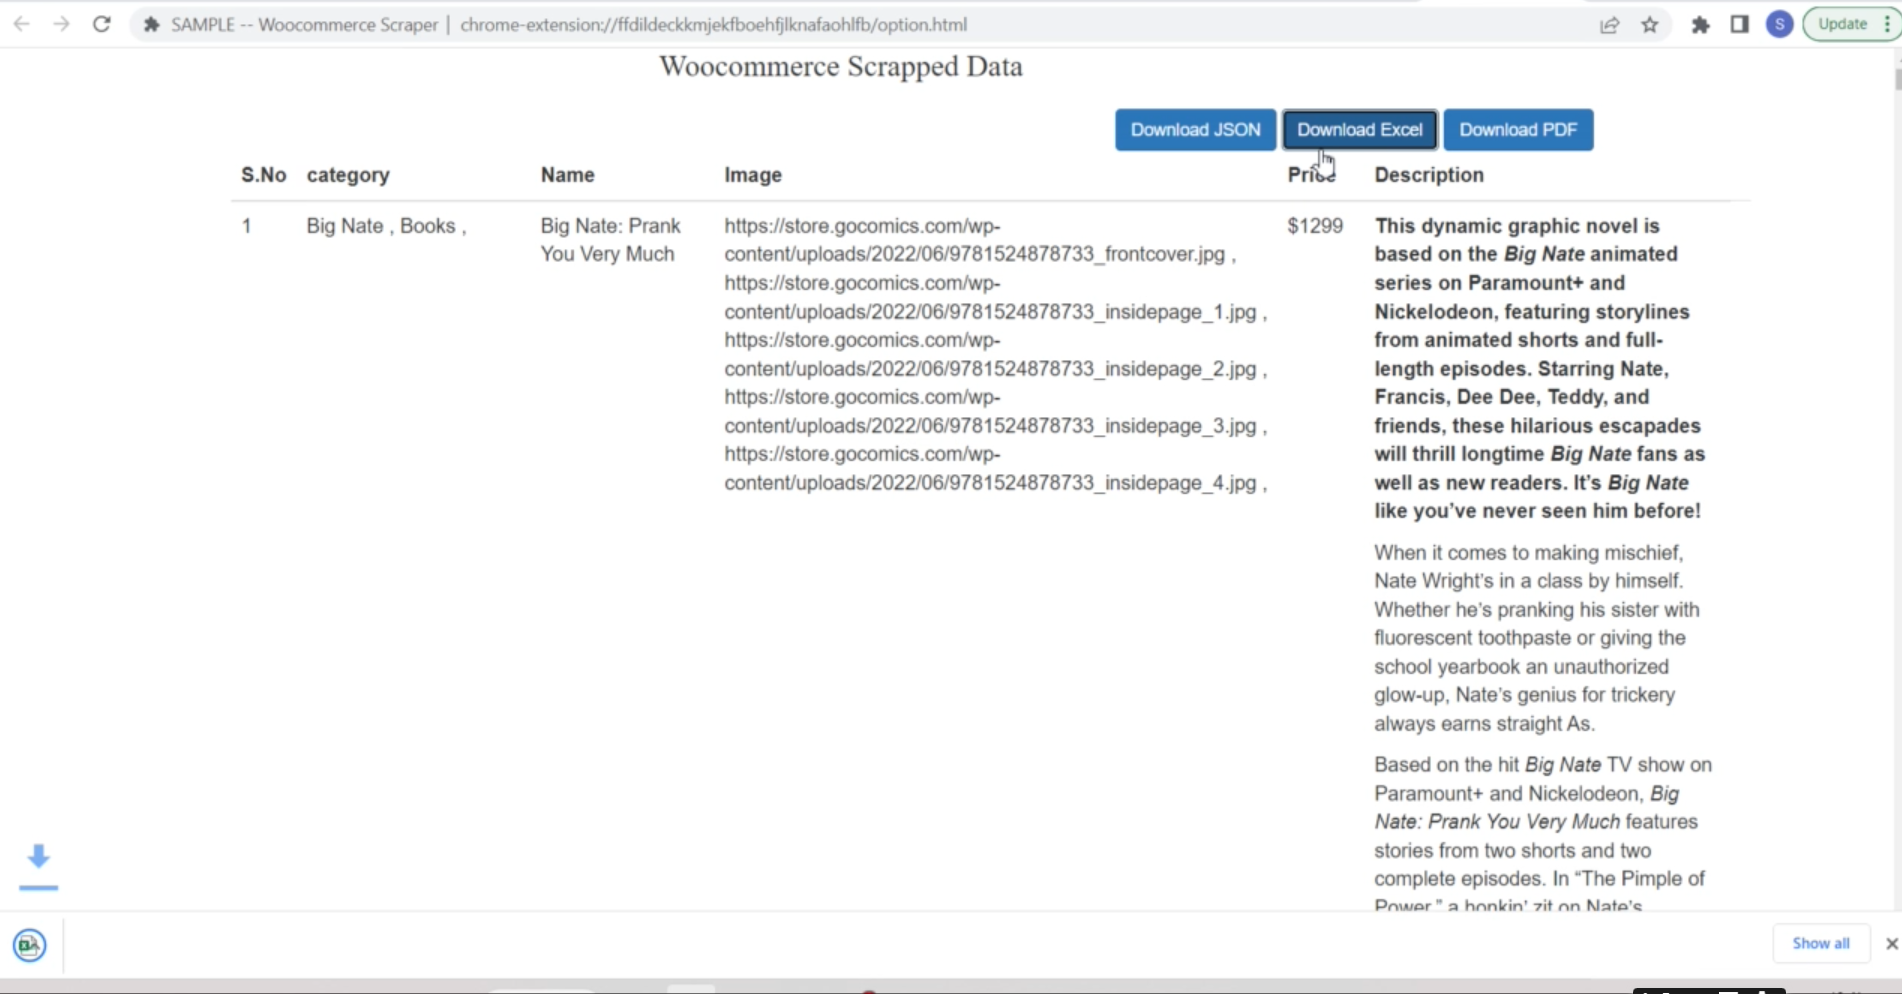 SAMPLE -- Woocommerce Scraper | chrome-extension://ffdildeckkmjekfboehfjlknafaohlfb/option.html
S
Update
Woocommerce Scrapped Data
Download JSON Download Excel Download PDF
S.No category Name Image Price Description
1 Big Nate , Books , Big Nate: Prank https://store.gocomics.com/wp- $1299 This dynamic graphic novel is
You Very Much content/uploads/2022/06/9781524878733_frontcover.jpg , based on the Big Nate animated
https://store.gocomics.com/wp- series on Paramount+ and
content/uploads/2022/06/9781524878733_insidepage_1.jpg , Nickelodeon, featuring storylines
https://store.gocomics.com/wp- from animated shorts and full-
content/uploads/2022/06/9781524878733_insidepage_2.jpg , length episodes. Starring Nate,
https://store.gocomics.com/wp- Francis, Dee Dee, Teddy, and
content/uploads/2022/06/9781524878733_insidepage_3.jpg , friends, these hilarious escapades
https://store.gocomics.com/wp- will thrill longtime Big Nate fans as
content/uploads/2022/06/9781524878733_insidepage_4.jpg , well as new readers. It’s Big Nate
like you’ve never seen him before!
When it comes to making mischief,
Nate Wright’s in a class by himself.
Whether he’s pranking his sister with
fluorescent toothpaste or giving the
school yearbook an unauthorized
glow-up, Nate’s genius for trickery
always earns straight As.
Based on the hit Big Nate TV show on
Paramount+ and Nickelodeon, Big
Nate: Prank You Very Much features
stories from two shorts and two
complete episodes. In “The Pimple of
Power,” a honkin’ zit on Nate’s
Show all